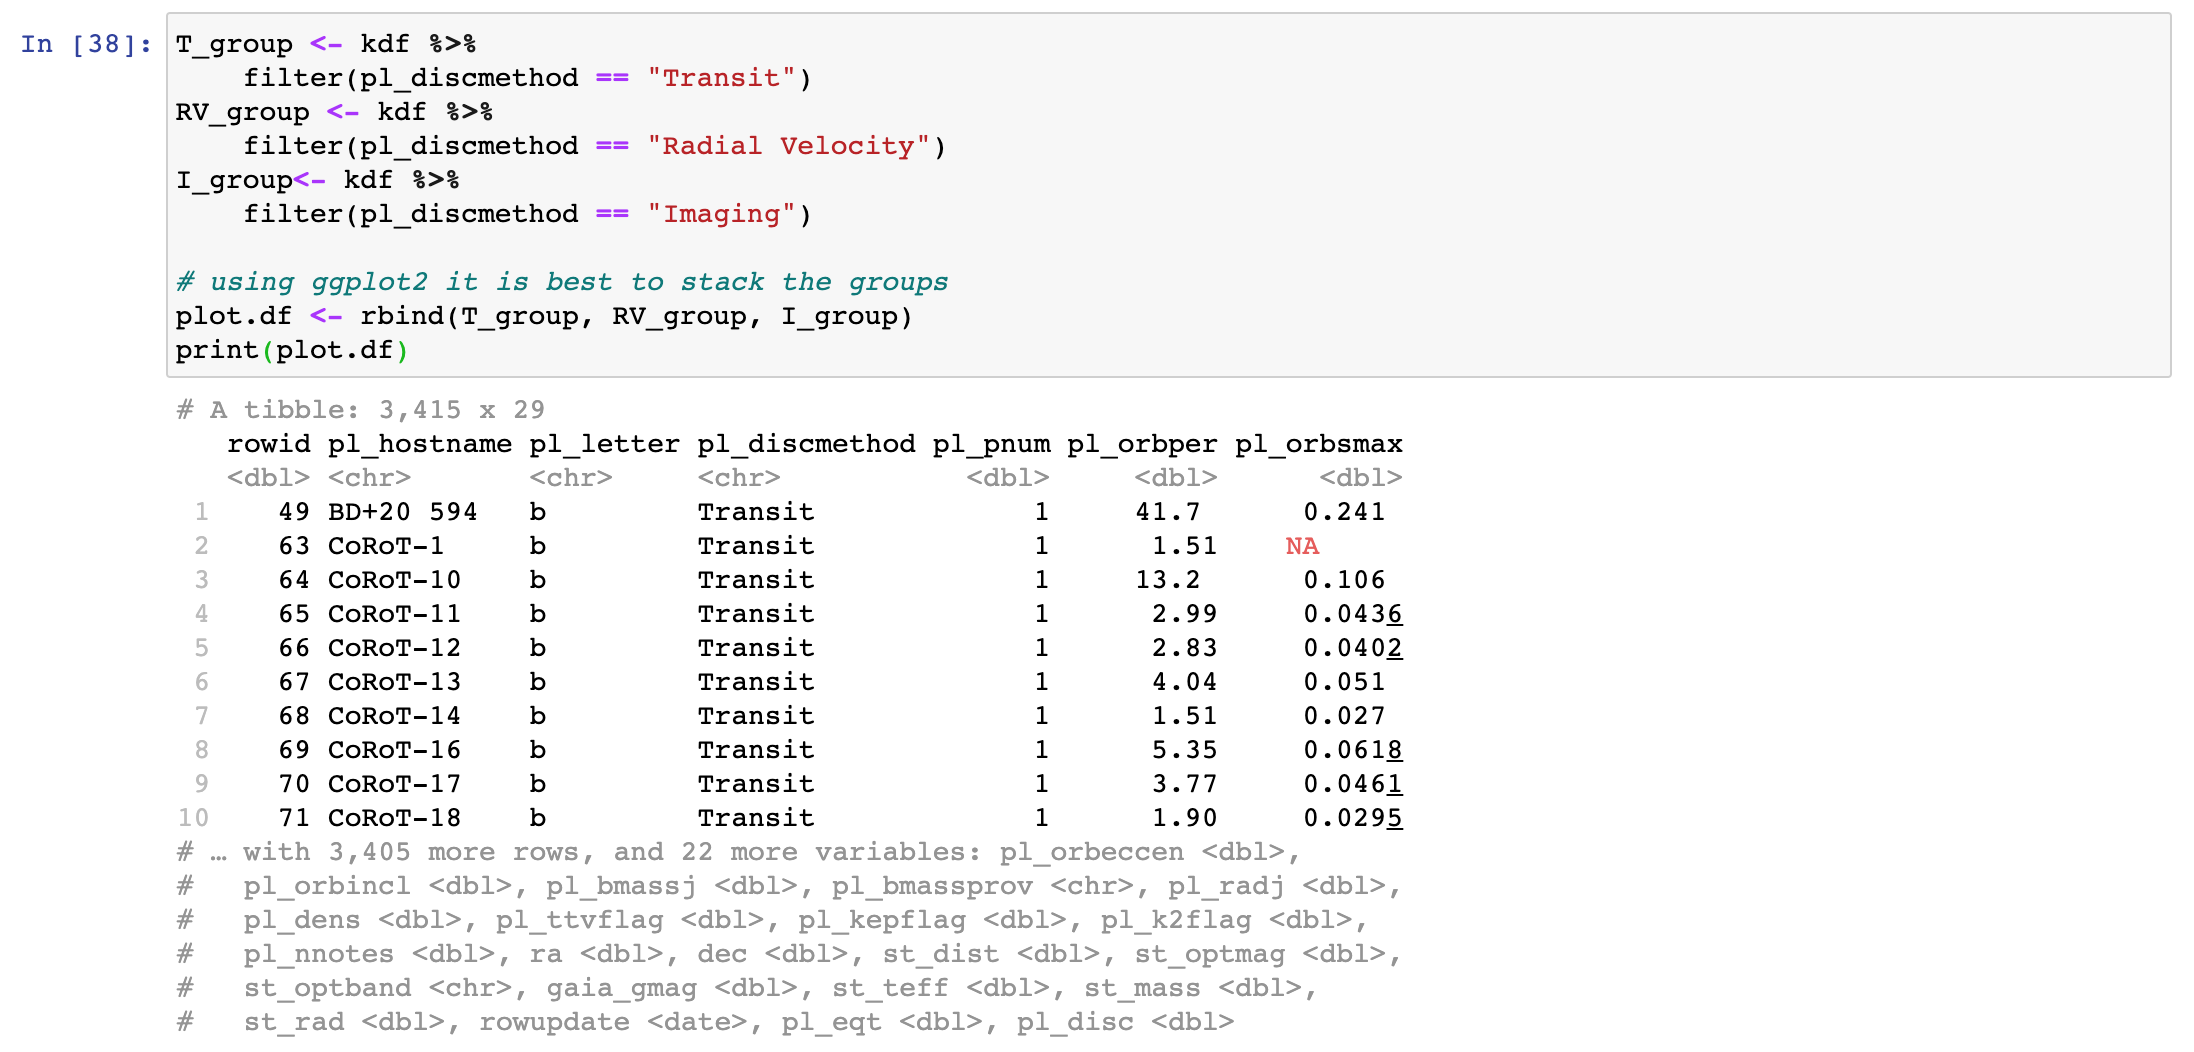 In [38]: T_group <- kdf %>%
    filter(pl_discmethod == "Transit")
RV_group <- kdf %>%
    filter(pl_discmethod == "Radial Velocity")
I_group<- kdf %>%
    filter(pl_discmethod == "Imaging")

# using ggplot2 it is best to stack the groups
plot.df <- rbind(T_group, RV_group, I_group)
print(plot.df)
# A tibble: 3,415 x 29
   rowid pl_hostname pl_letter pl_discmethod pl_pnum pl_orbper pl_orbsmax
   <dbl> <chr>       <chr>     <chr>           <dbl>     <dbl>      <dbl>
 1    49 BD+20 594   b         Transit             1     41.7      0.241
 2    63 CoRoT-1     b         Transit             1      1.51    NA
 3    64 CoRoT-10    b         Transit             1     13.2      0.106
 4    65 CoRoT-11    b         Transit             1      2.99     0.0436
 5    66 CoRoT-12    b         Transit             1      2.83     0.0402
 6    67 CoRoT-13    b         Transit             1      4.04     0.051
 7    68 CoRoT-14    b         Transit             1      1.51     0.027
 8    69 CoRoT-16    b         Transit             1      5.35     0.0618
 9    70 CoRoT-17    b         Transit             1      3.77     0.0461
10    71 CoRoT-18    b         Transit             1      1.90     0.0295
# … with 3,405 more rows, and 22 more variables: pl_orbeccen <dbl>,
#   pl_orbincl <dbl>, pl_bmassj <dbl>, pl_bmassprov <chr>, pl_radj <dbl>,
#   pl_dens <dbl>, pl_ttvflag <dbl>, pl_kepflag <dbl>, pl_k2flag <dbl>,
#   pl_nnotes <dbl>, ra <dbl>, dec <dbl>, st_dist <dbl>, st_optmag <dbl>,
#   st_optband <chr>, gaia_gmag <dbl>, st_teff <dbl>, st_mass <dbl>,
#   st_rad <dbl>, rowupdate <date>, pl_eqt <dbl>, pl_disc <dbl>